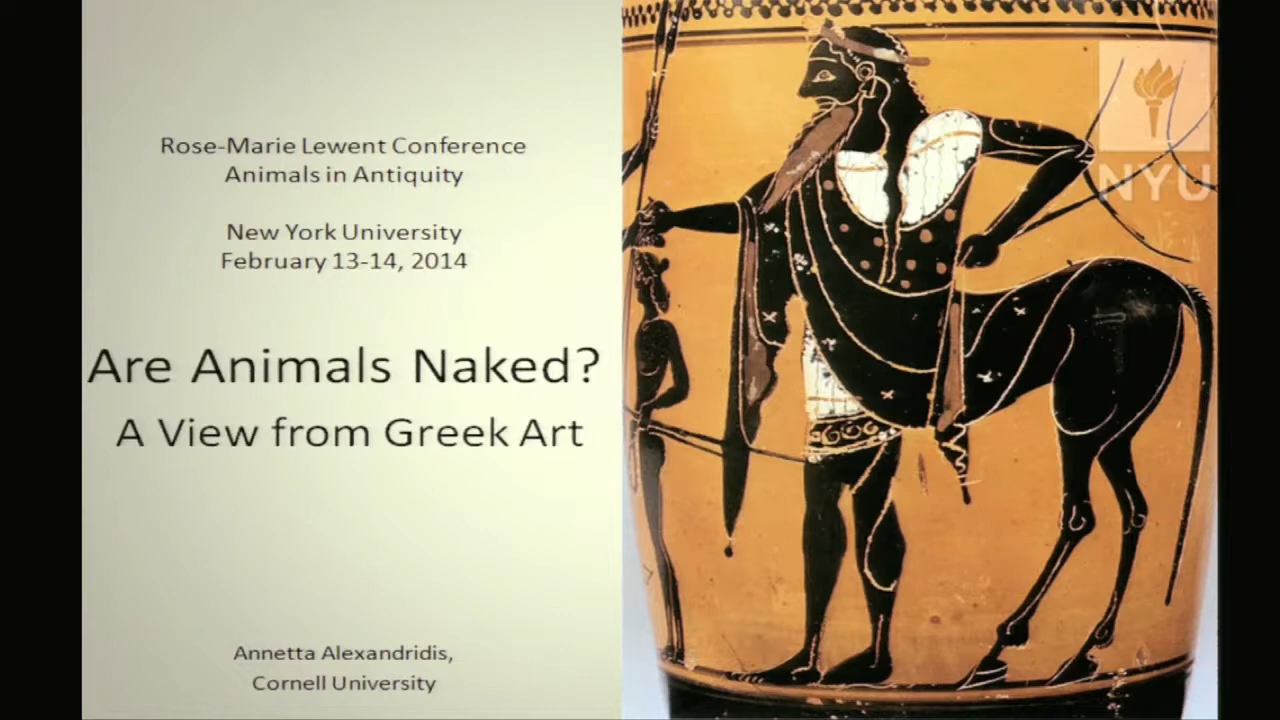 Rose-Marie Lewent Conference
Animals in Antiquity
New York University
February 13-14, 2014
Are Animals Naked?
A View from Greek Art
Annetta Alexandridis,
Cornell University
NYU